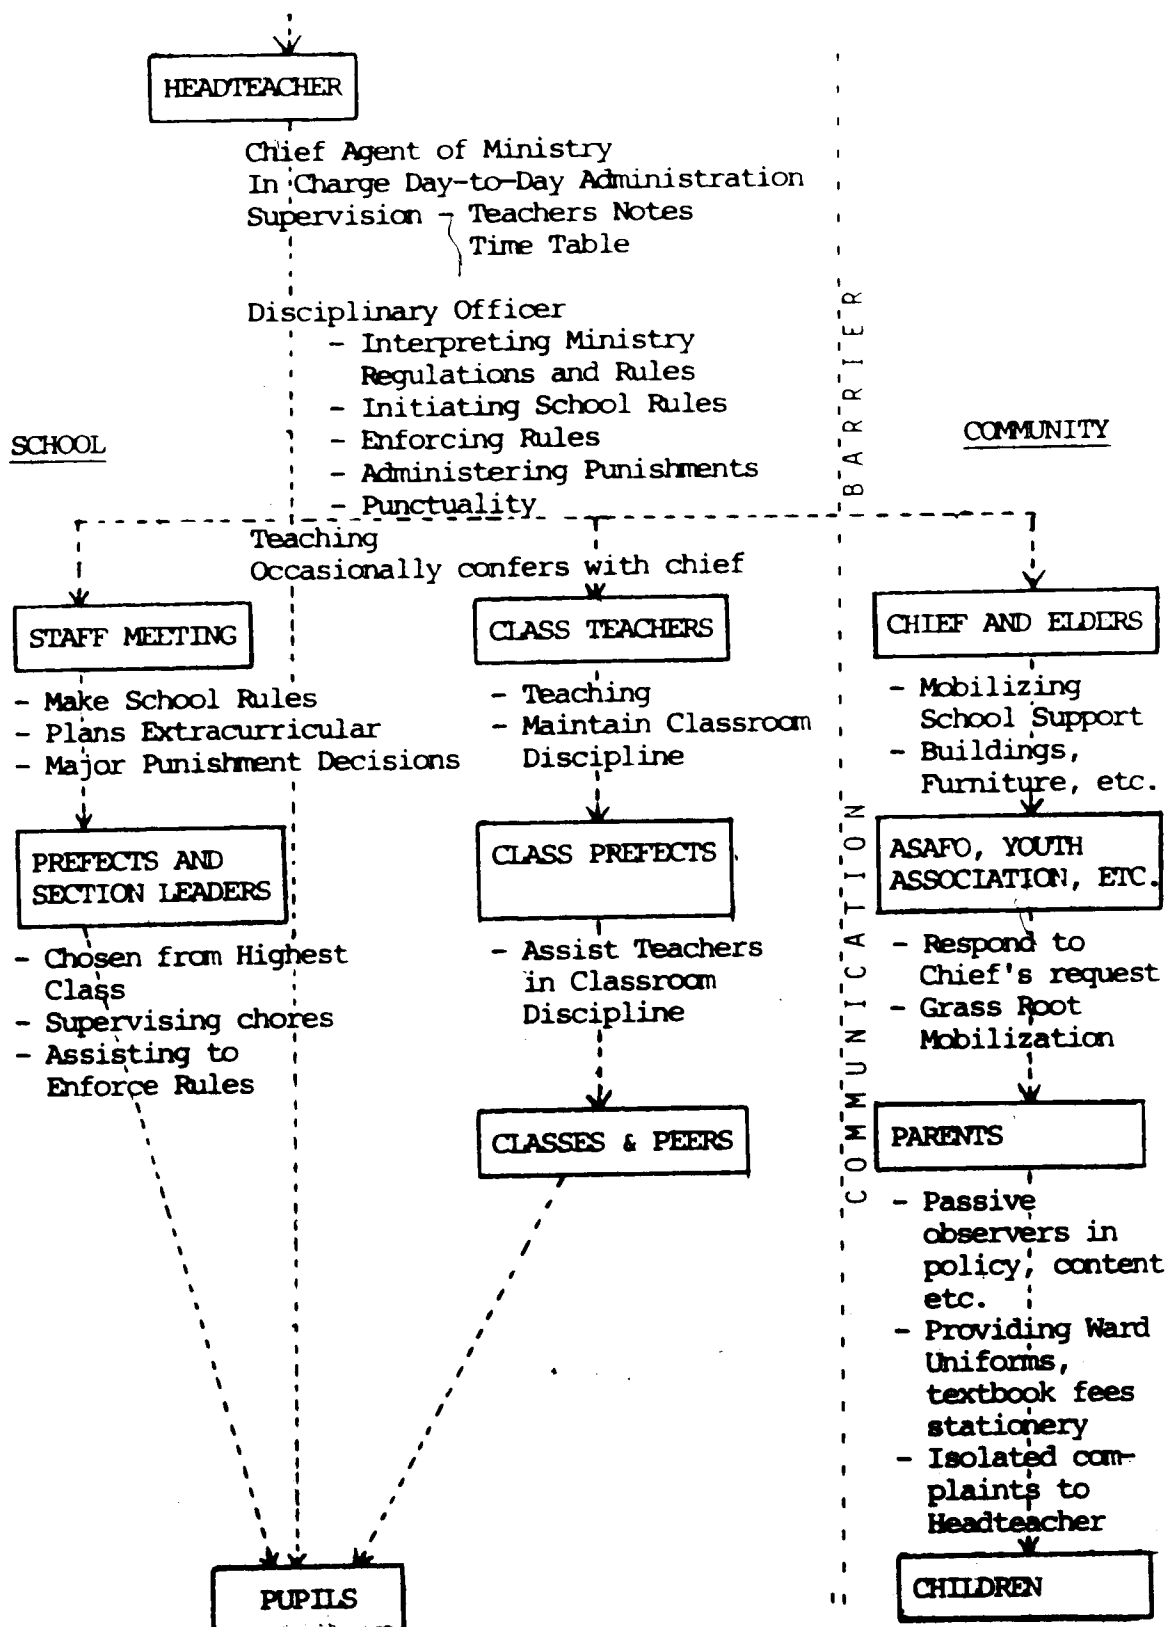 HEADTEACHER
Chief Agent of Ministry
In Charge Day-to-Day Administration
Supervision - Teachers Notes
Time Table
Disciplinary Officer
- Interpreting Ministry
Regulations and Rules
- Initiating School Rules
- Enforcing Rules
- Administering Punishments
- Punctuality
SCHOOL
COMMUNITY
COMMUNICATION BARRIER
Teaching
Occasionally confers with chief
STAFF MEETING
- Make School Rules
- Plans Extracurricular
- Major Punishment Decisions
PREFECTS AND
SECTION LEADERS
- Chosen from Highest
Class
- Supervising chores
- Assisting to
Enforce Rules
CLASS TEACHERS
- Teaching
- Maintain Classroom
Discipline
CLASS PREFECTS
- Assist Teachers
in Classroom
Discipline
CLASSES & PEERS
PUPILS
CHIEF AND ELDERS
- Mobilizing
School Support
- Buildings,
Furniture, etc.
ASAFO, YOUTH
ASSOCIATION, ETC.
- Respond to
Chief's request
- Grass Root
Mobilization
PARENTS
- Passive
observers in
policy, content
etc.
- Providing Ward
Uniforms,
textbook fees
stationery
- Isolated com-
plaints to
Headteacher
CHILDREN